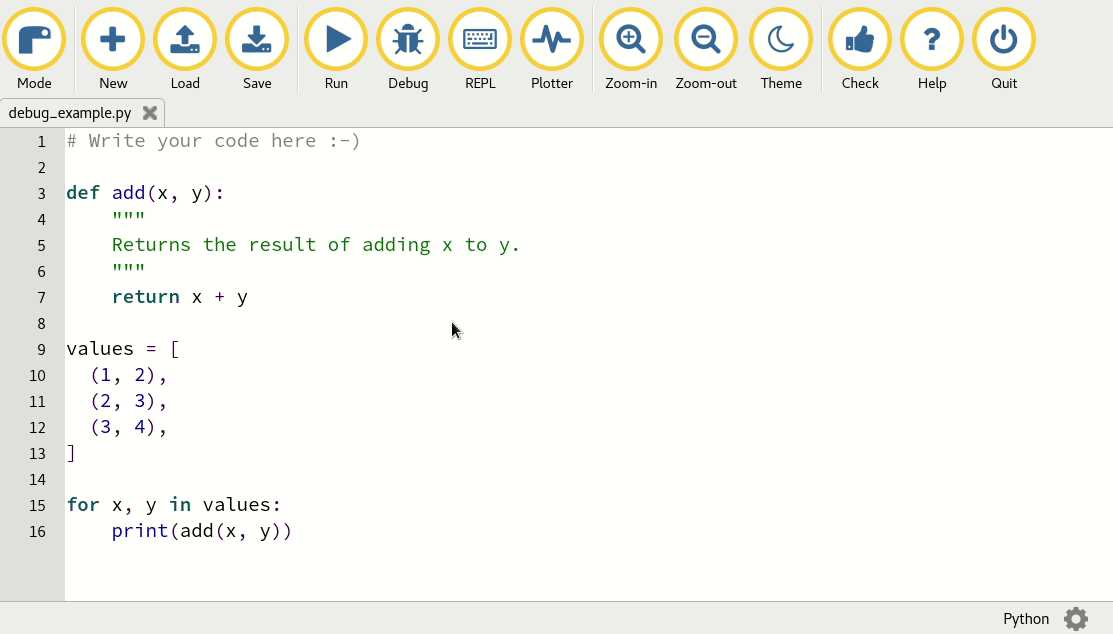 Mode New Load Save Run Debug REPL Plotter Zoom-in Zoom-out Theme Check Help Quit
debug_example.py
1 # Write your code here :-)
2
3 def add(x, y):
4     """
5     Returns the result of adding x to y.
6     """
7     return x + y
8
9 values = [
10   (1, 2),
11   (2, 3),
12   (3, 4),
13 ]
14
15 for x, y in values:
16     print(add(x, y))
Python